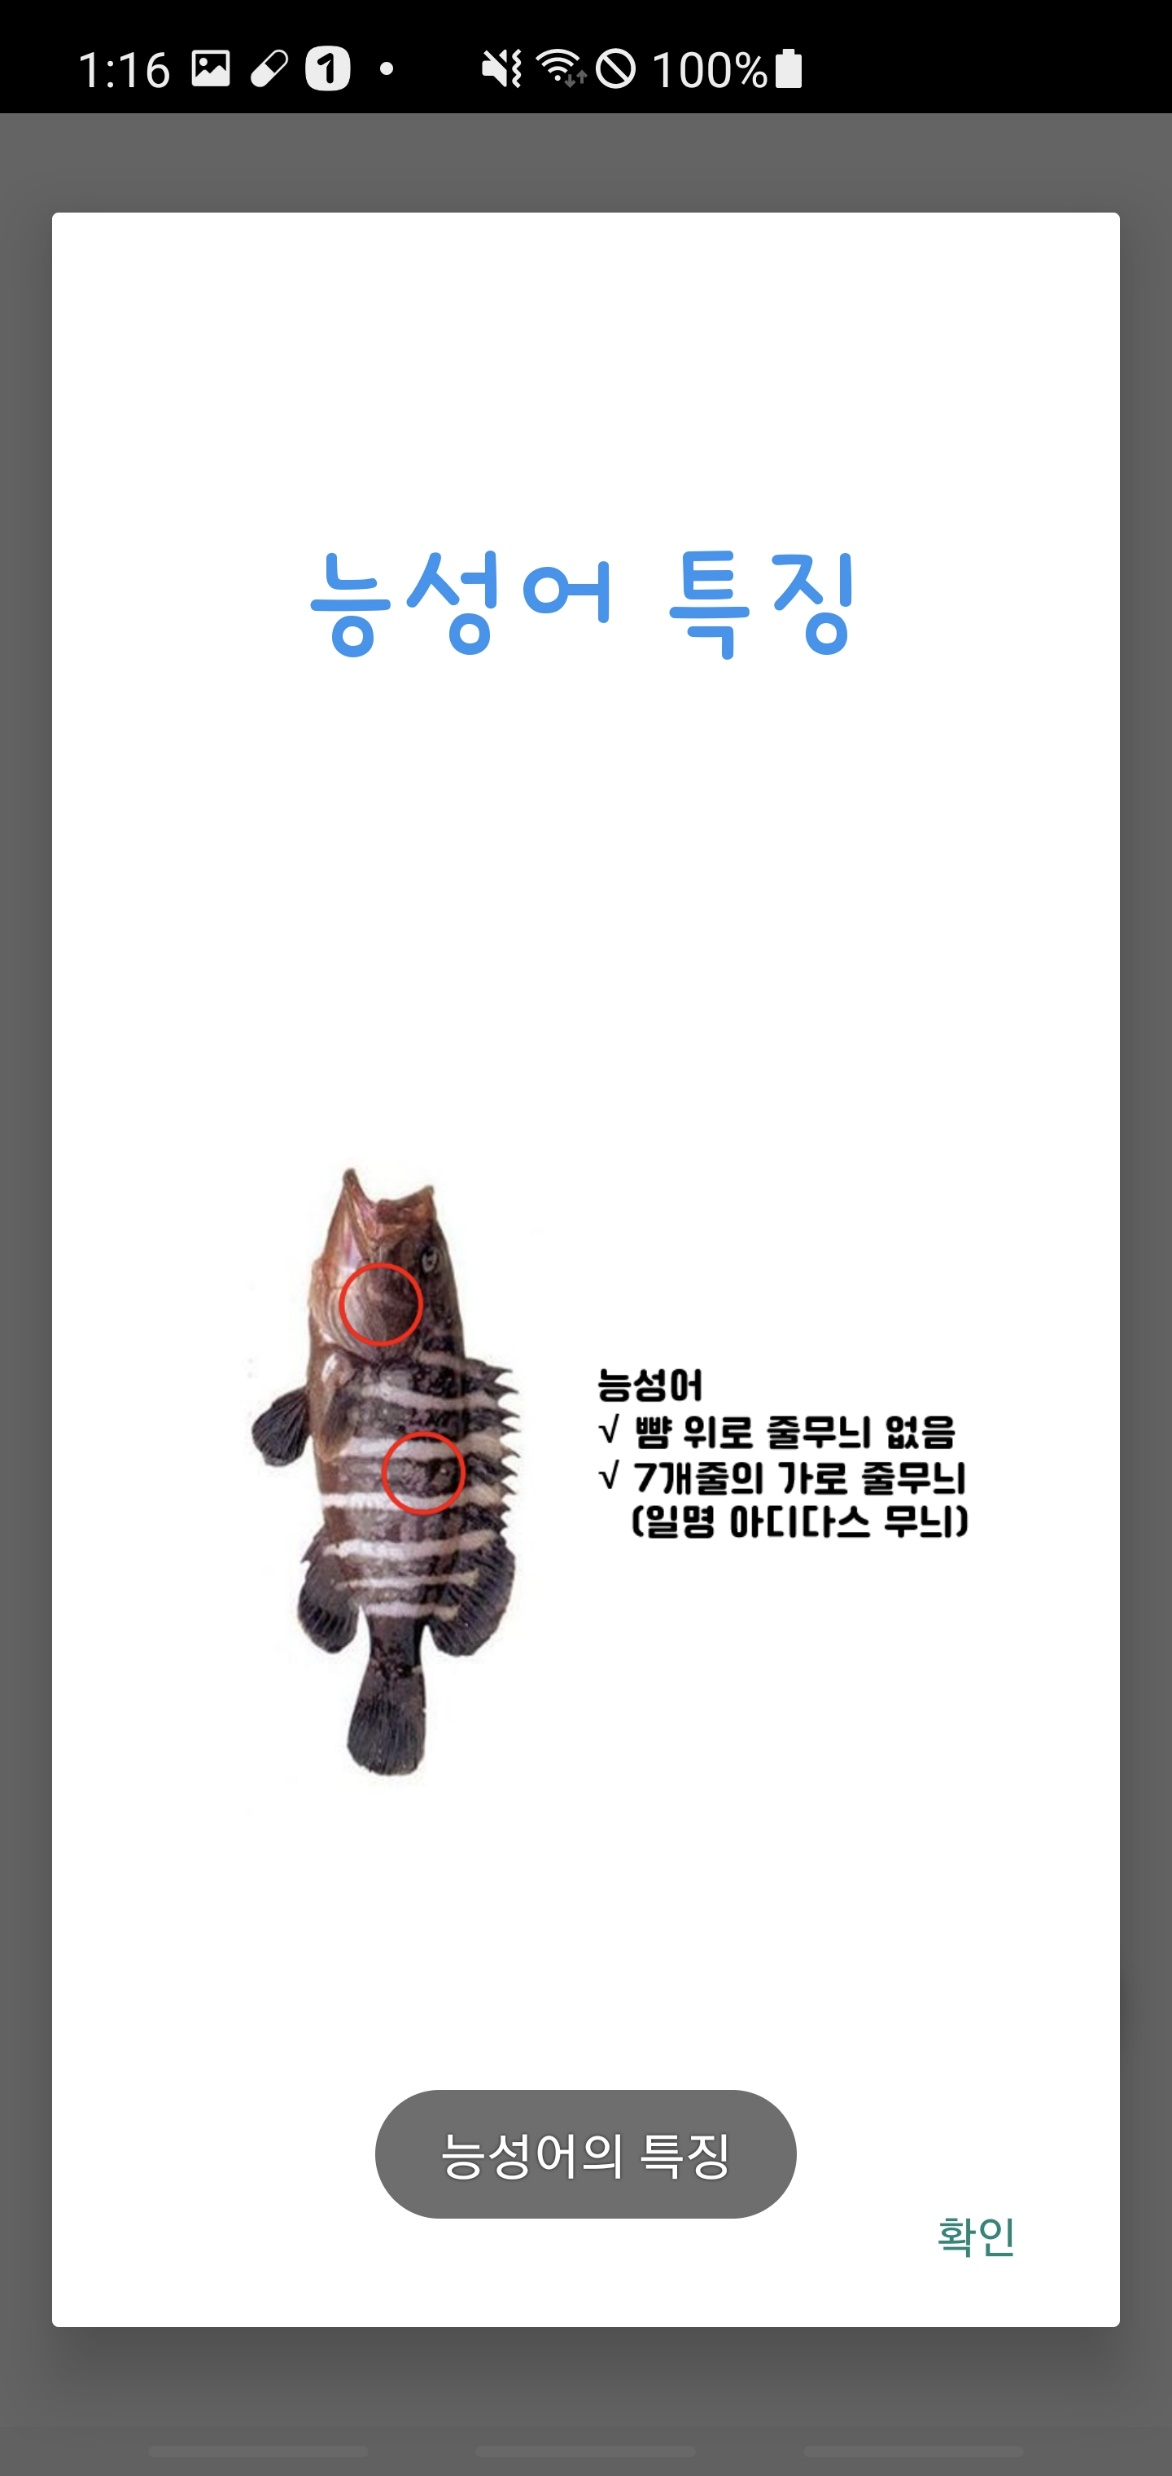 1:16 1 100%
능성어 특징
능성어
√ 뺨 위로 줄무늬 없음
√ 7개줄의 가로 줄무늬
(일명 아디다스 무늬)
능성어의 특징
확인